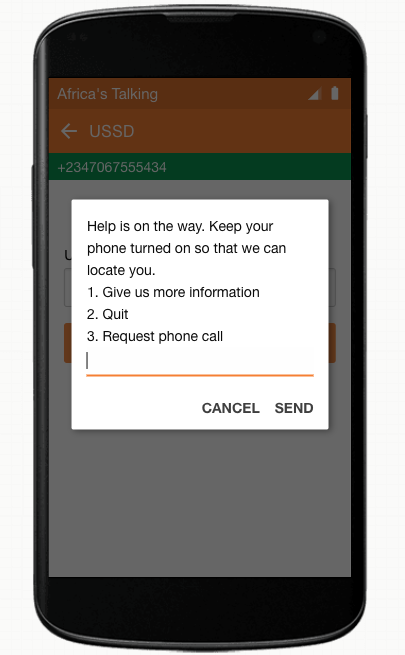 Africa's Talking
USSD
+2347067555434
U
Help is on the way. Keep your
phone turned on so that we can
locate you.
1. Give us more information
2. Quit
3. Request phone call
CANCEL SEND